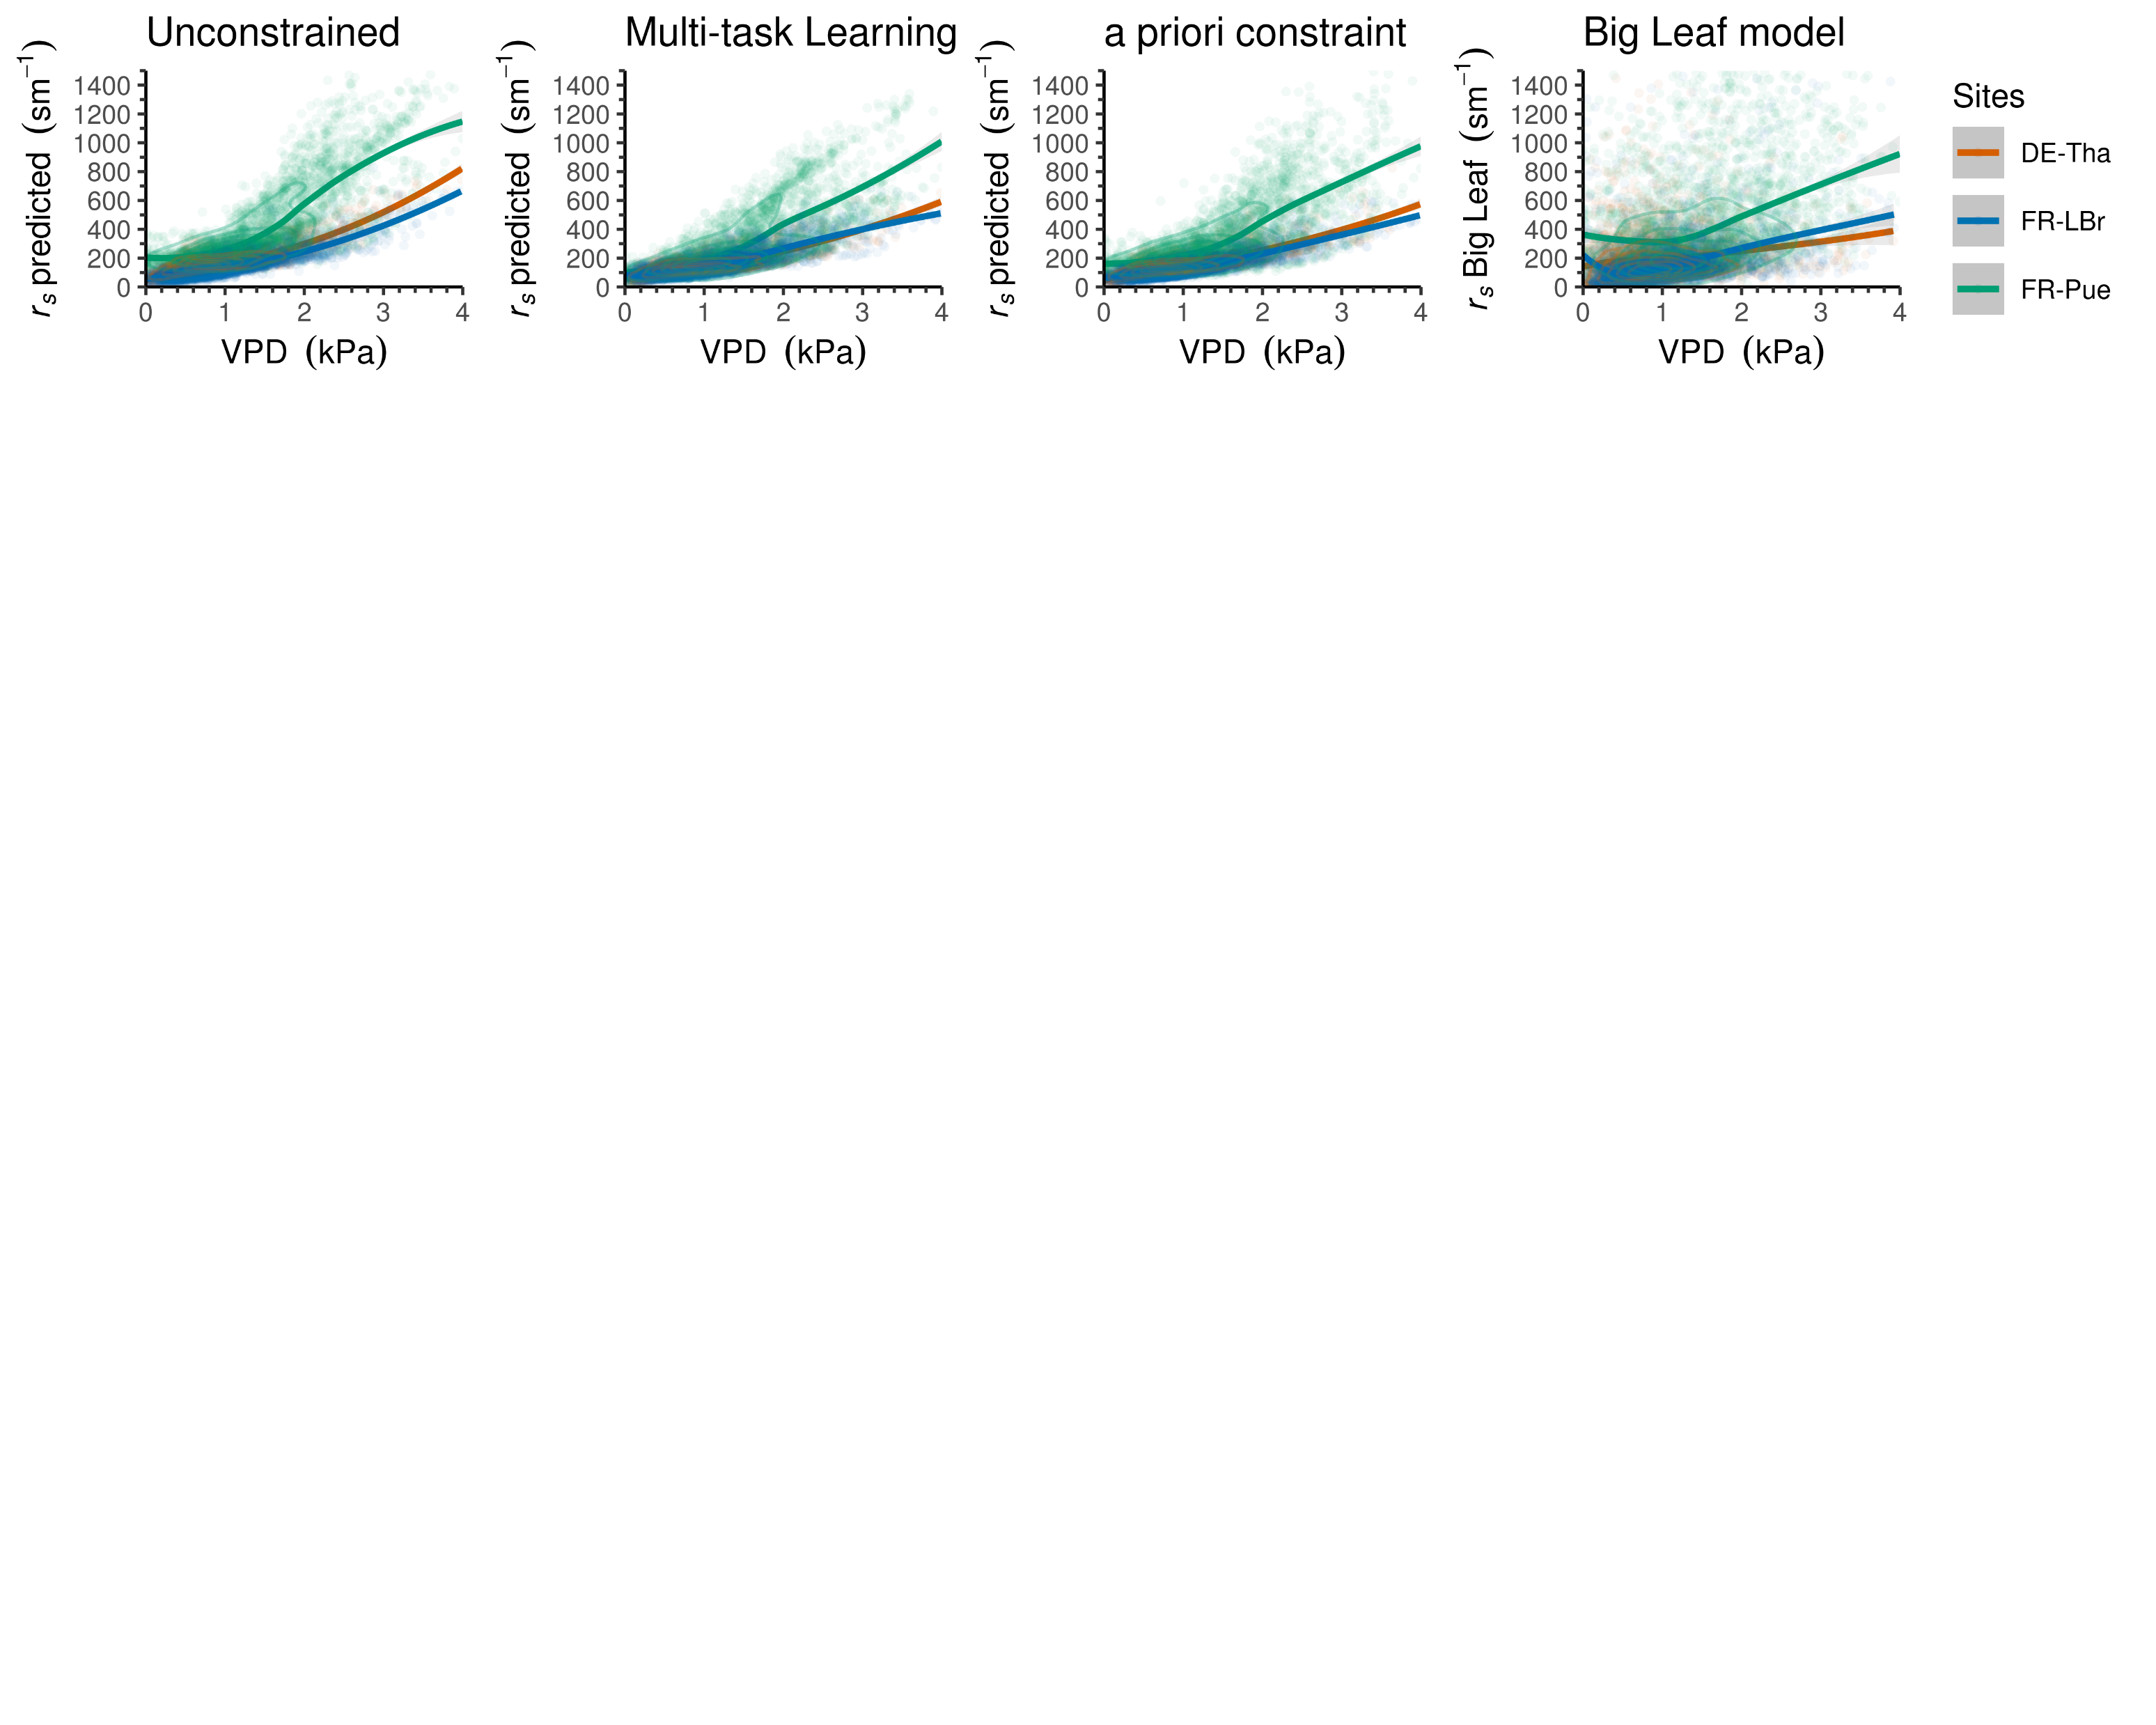 Unconstrained
r s predicted (sm−1)
1400
1200
1000
800
600
400
200
0
0 1 2 3 4
VPD (kPa)
Multi-task Learning
r s predicted (sm−1)
1400
1200
1000
800
600
400
200
0
0 1 2 3 4
VPD (kPa)
a priori constraint
r s predicted (sm−1)
1400
1200
1000
800
600
400
200
0
0 1 2 3 4
VPD (kPa)
Big Leaf model
r s Big Leaf (sm−1)
1400
1200
1000
800
600
400
200
0
0 1 2 3 4
VPD (kPa)
Sites
DE-Tha
FR-LBr
FR-Pue